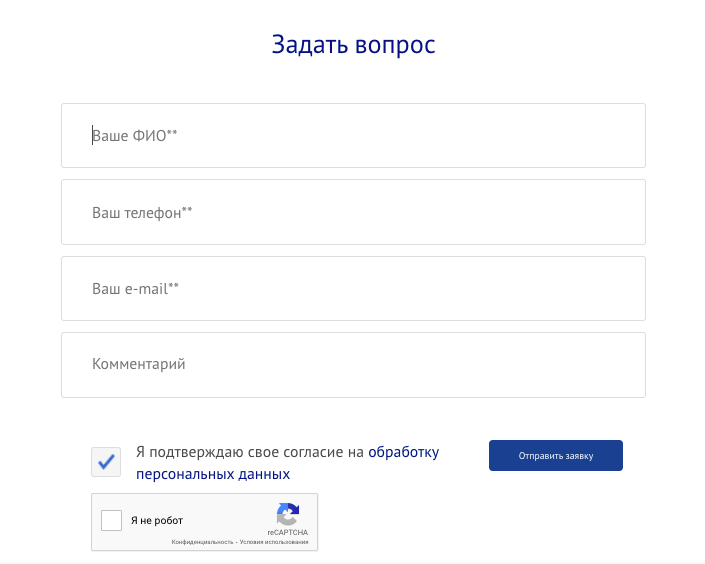 Задать вопрос
Ваше ФИО**
Ваш телефон**
Ваш e-mail**
Комментарий
Я подтверждаю свое согласие на обработку
персональных данных
Отправить заявку
Я не робот
reCAPTCHA
Конфиденциальность - Условия использования